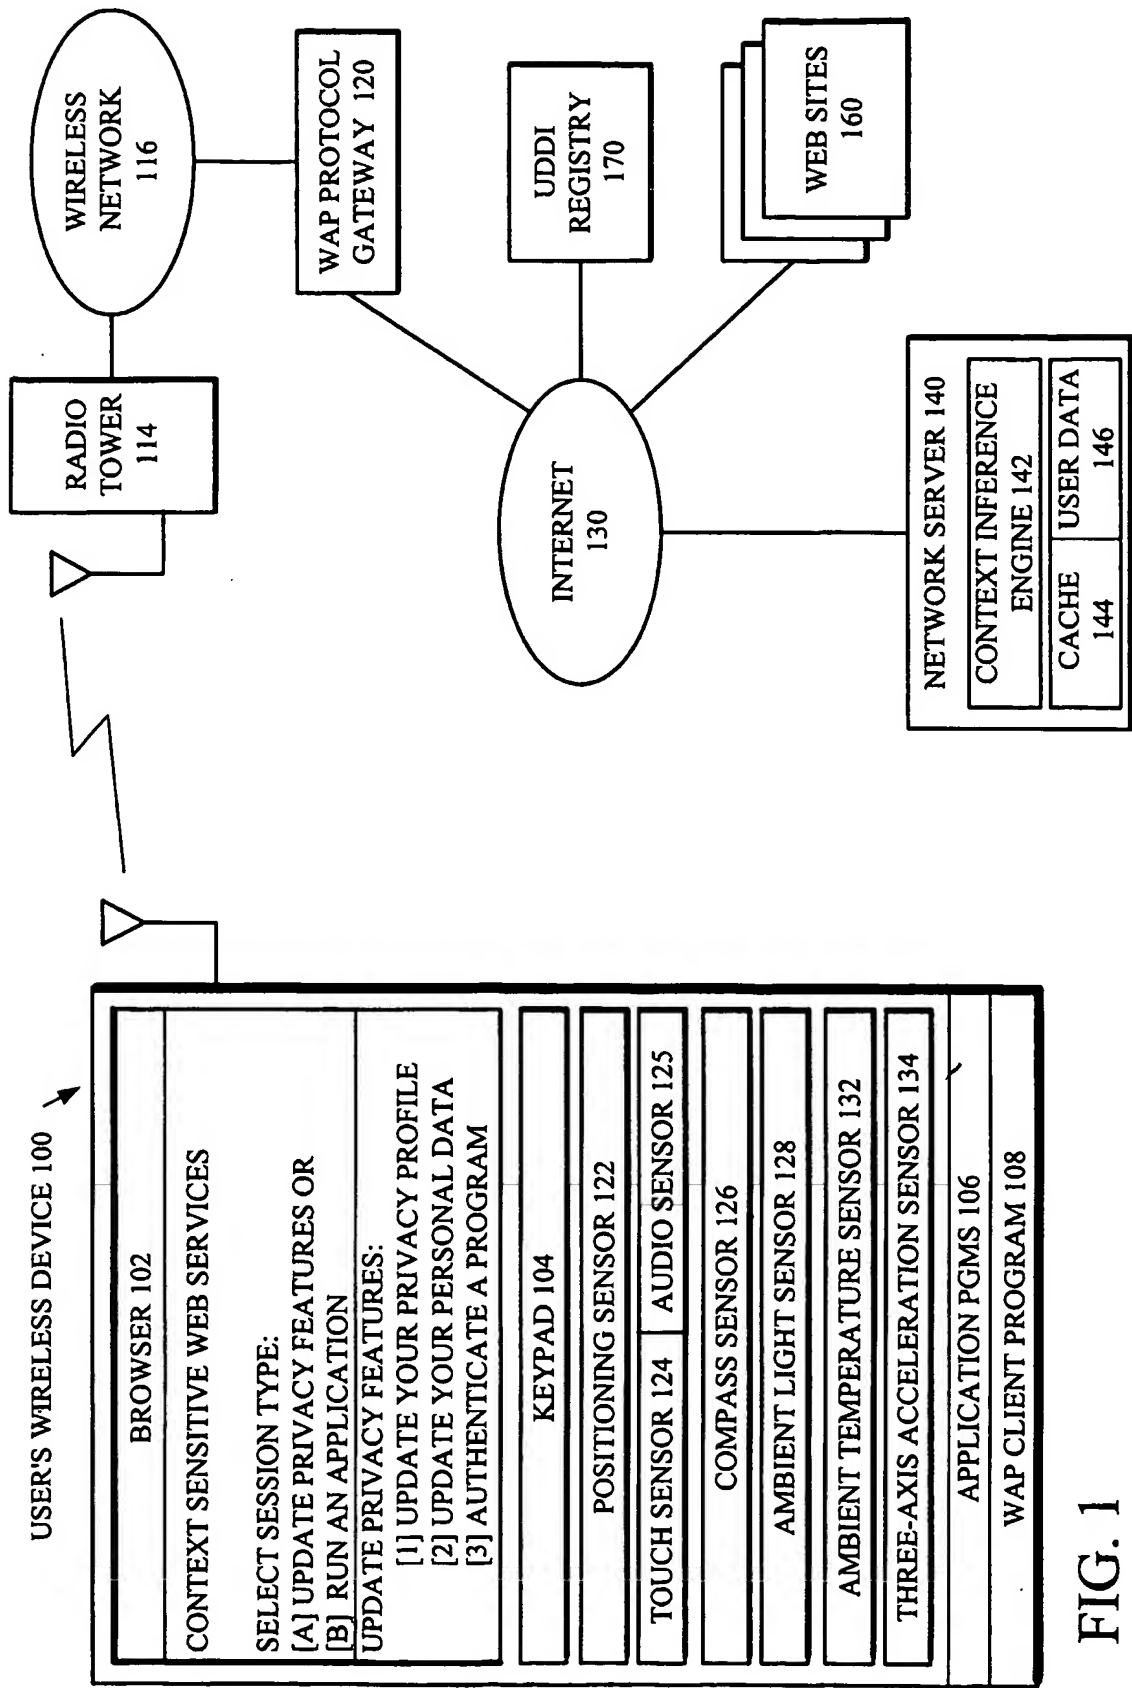 USER'S WIRELESS DEVICE 100
BROWSER 102
CONTEXT SENSITIVE WEB SERVICES
SELECT SESSION TYPE:
[A] UPDATE PRIVACY FEATURES OR
[B] RUN AN APPLICATION
UPDATE PRIVACY FEATURES:
[1] UPDATE YOUR PRIVACY PROFILE
[2] UPDATE YOUR PERSONAL DATA
[3] AUTHENTICATE A PROGRAM
KEYPAD 104
POSITIONING SENSOR 122
TOUCH SENSOR 124
AUDIO SENSOR 125
COMPASS SENSOR 126
AMBIENT LIGHT SENSOR 128
AMBIENT TEMPERATURE SENSOR 132
THREE-AXIS ACCELERATION SENSOR 134
APPLICATION PGMS 106
WAP CLIENT PROGRAM 108
RADIO
TOWER
114
WIRELESS
NETWORK
116
WAP PROTOCOL
GATEWAY 120
INTERNET
130
UDDI
REGISTRY
170
WEB SITES
160
NETWORK SERVER 140
CONTEXT INFERENCE
ENGINE 142
CACHE
144
USER DATA
146
FIG. 1